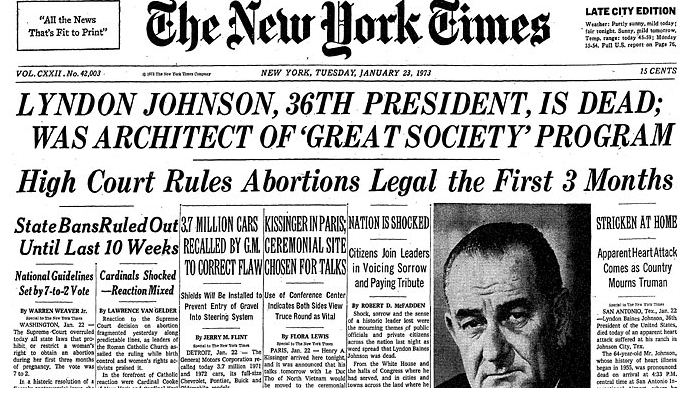 "All the News
That's Fit to Print"
The New York Times
LATE CITY EDITION
Weather: Partly sunny, mild today;
fair tonight. Sunny, mild tomorrow.
Temp. range: today 45-59; Monday
35-54. Full U.S. report on Page 76.
VOL. CXXII . No. 42,003
© 1973 The New York Times Company
NEW YORK, TUESDAY, JANUARY 23, 1973
15 CENTS
LYNDON JOHNSON, 36TH PRESIDENT, IS DEAD;
WAS ARCHITECT OF 'GREAT SOCIETY' PROGRAM
High Court Rules Abortions Legal the First 3 Months
State Bans Ruled Out
Until Last 10 Weeks
National Guidelines
Set by 7-to-2 Vote
By WARREN WEAVER Jr.
Special to The New York Times
WASHINGTON, Jan. 22 —
The Supreme Court overruled
today all state laws that pro-
hibit or restrict a woman's
right to obtain an abortion
during her first three months
of pregnancy. The vote was
7 to 2.
In a historic resolution of a
Cardinals Shocked
—Reaction Mixed
By LAWRENCE VAN GELDER
Reaction to the Supreme
Court decision on abortion
fragmented yesterday along
predictable lines, as leaders of
the Roman Catholic Church as-
sailed the ruling while birth
control and women's rights ac-
tivists praised it.
In the forefront of Catholic
reaction were Cardinal Cooke
3.7 MILLION CARS
RECALLED BY G.M.
TO CORRECT FLAW
Shields Will Be Installed to
Prevent Entry of Gravel
Into Steering System
By JERRY M. FLINT
Special to The New York Times
DETROIT, Jan. 22 — The
General Motors Corporation
recalled today 3.7 million 1971
and 1972 cars, its full-size
Chevrolet, Pontiac, Buick and
KISSINGER IN PARIS;
CEREMONIAL SITE
CHOSEN FOR TALKS
Use of Conference Center
Indicates Both Sides View
Truce Round as Vital
By FLORA LEWIS
Special to The New York Times
PARIS, Jan. 22 — Henry A.
Kissinger arrived here tonight,
and it was announced that his
talks tomorrow with Le Duc
Tho of North Vietnam would
be moved to the ceremonial
NATION IS SHOCKED
Citizens Join Leaders
in Voicing Sorrow
and Paying Tribute
By ROBERT D. McFADDEN
Shock, sorrow and the sense
of a historic leader lost were
the mourning themes of public
officials and private citizens
across the nation last night as
word spread that Lyndon Baines
Johnson was dead.
From the White House and
the halls of Congress where he
had served, and in cities and
towns across the land where he
STRICKEN AT HOME
Apparent Heart Attack
Comes as Country
Mourns Truman
Special to The New York Times
SAN ANTONIO, Tex., Jan. 22
—Lyndon Baines Johnson, 36th
President of the United States,
died today of an apparent heart
attack suffered at his ranch in
Johnson City, Tex.
The 64-year-old Mr. Johnson,
whose history of heart illness
began in 1955, was pronounced
dead on arrival at 4:33 P.M.
central time at San Antonio In-